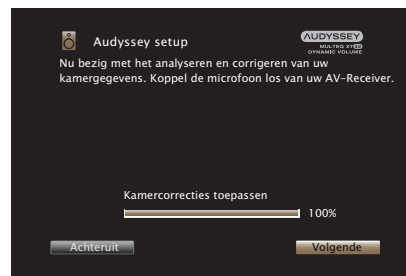 Audyssey setup
AUDYSSEY
MULTEQ XT32
DYNAMIC VOLUME
Nu bezig met het analyseren en corrigeren van uw
kamergegevens. Koppel de microfoon los van uw AV-Receiver.
Kamercorrecties toepassen
100%
Achteruit
Volgende